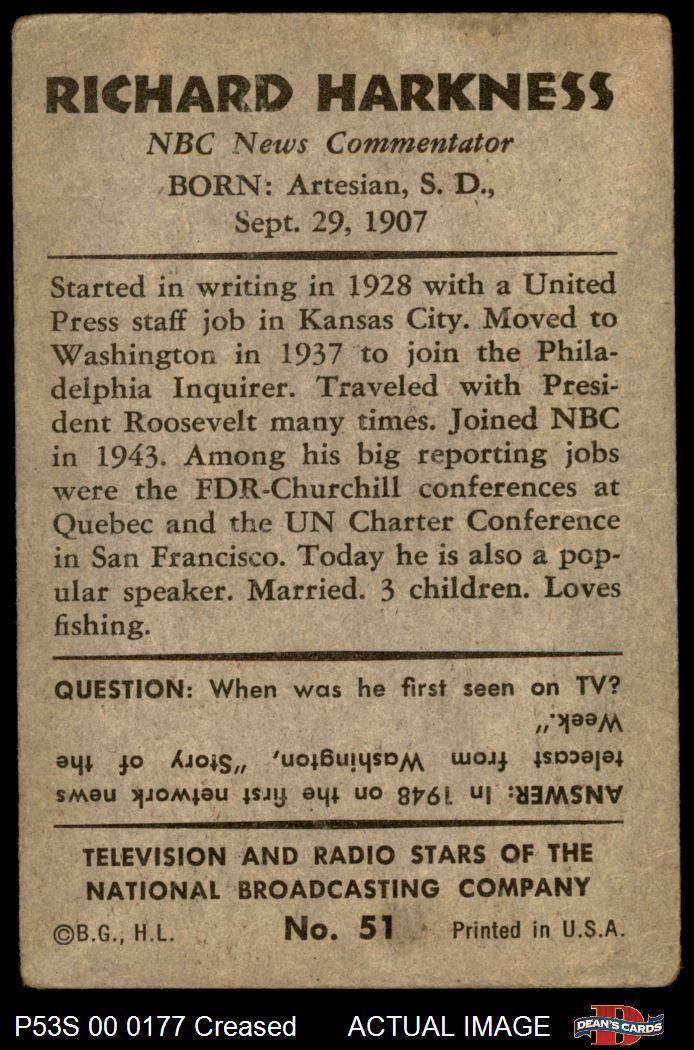 RICHARD HARKNESS
NBC News Commentator
BORN: Artesian, S. D.,
Sept. 29, 1907
Started in writing in 1928 with a United
Press staff job in Kansas City. Moved to
Washington in 1937 to join the Phila-
delphia Inquirer. Traveled with Presi-
dent Roosevelt many times. Joined NBC
in 1943. Among his big reporting jobs
were the FDR-Churchill conferences at
Quebec and the UN Charter Conference
in San Francisco. Today he is also a pop-
ular speaker. Married. 3 children. Loves
fishing.
QUESTION: When was he first seen on TV?
ANSWER: In 1948 on the first network news
telecast from Washington, "Story of the
Week."
TELEVISION AND RADIO STARS OF THE
NATIONAL BROADCASTING COMPANY
©B.G., H.L. No. 51 Printed in U.S.A.
P53S 00 0177 Creased ACTUAL IMAGE DEAN'S CARDS